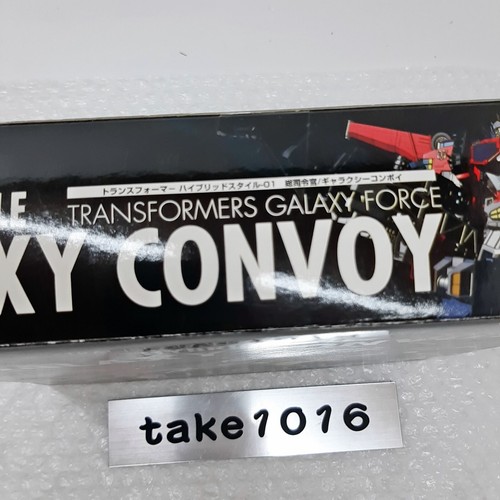 トランスフォーマー ハイブリッドスタイル-01 総司令官/ギャラクシーコンボイ
LE
TRANSFORMERS GALAXY FORCE
XY CONVOY
take1016